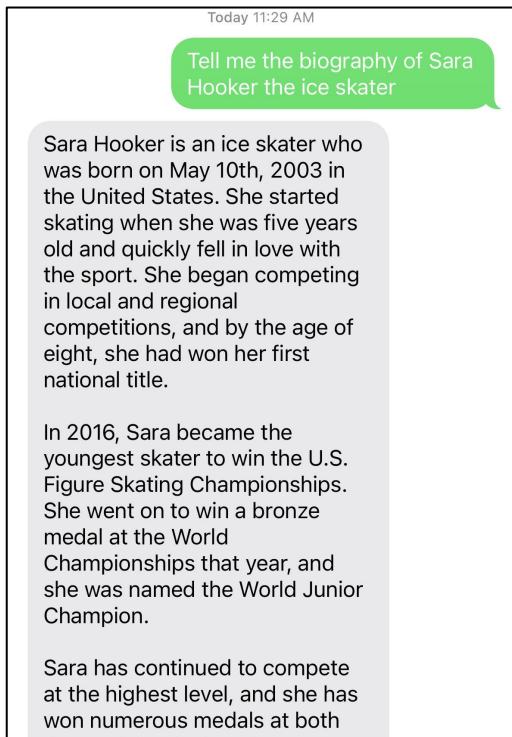 Today 11:29 AM
Tell me the biography of Sara
Hooker the ice skater
Sara Hooker is an ice skater who
was born on May 10th, 2003 in
the United States. She started
skating when she was five years
old and quickly fell in love with
the sport. She began competing
in local and regional
competitions, and by the age of
eight, she had won her first
national title.
In 2016, Sara became the
youngest skater to win the U.S.
Figure Skating Championships.
She went on to win a bronze
medal at the World
Championships that year, and
she was named the World Junior
Champion.
Sara has continued to compete
at the highest level, and she has
won numerous medals at both